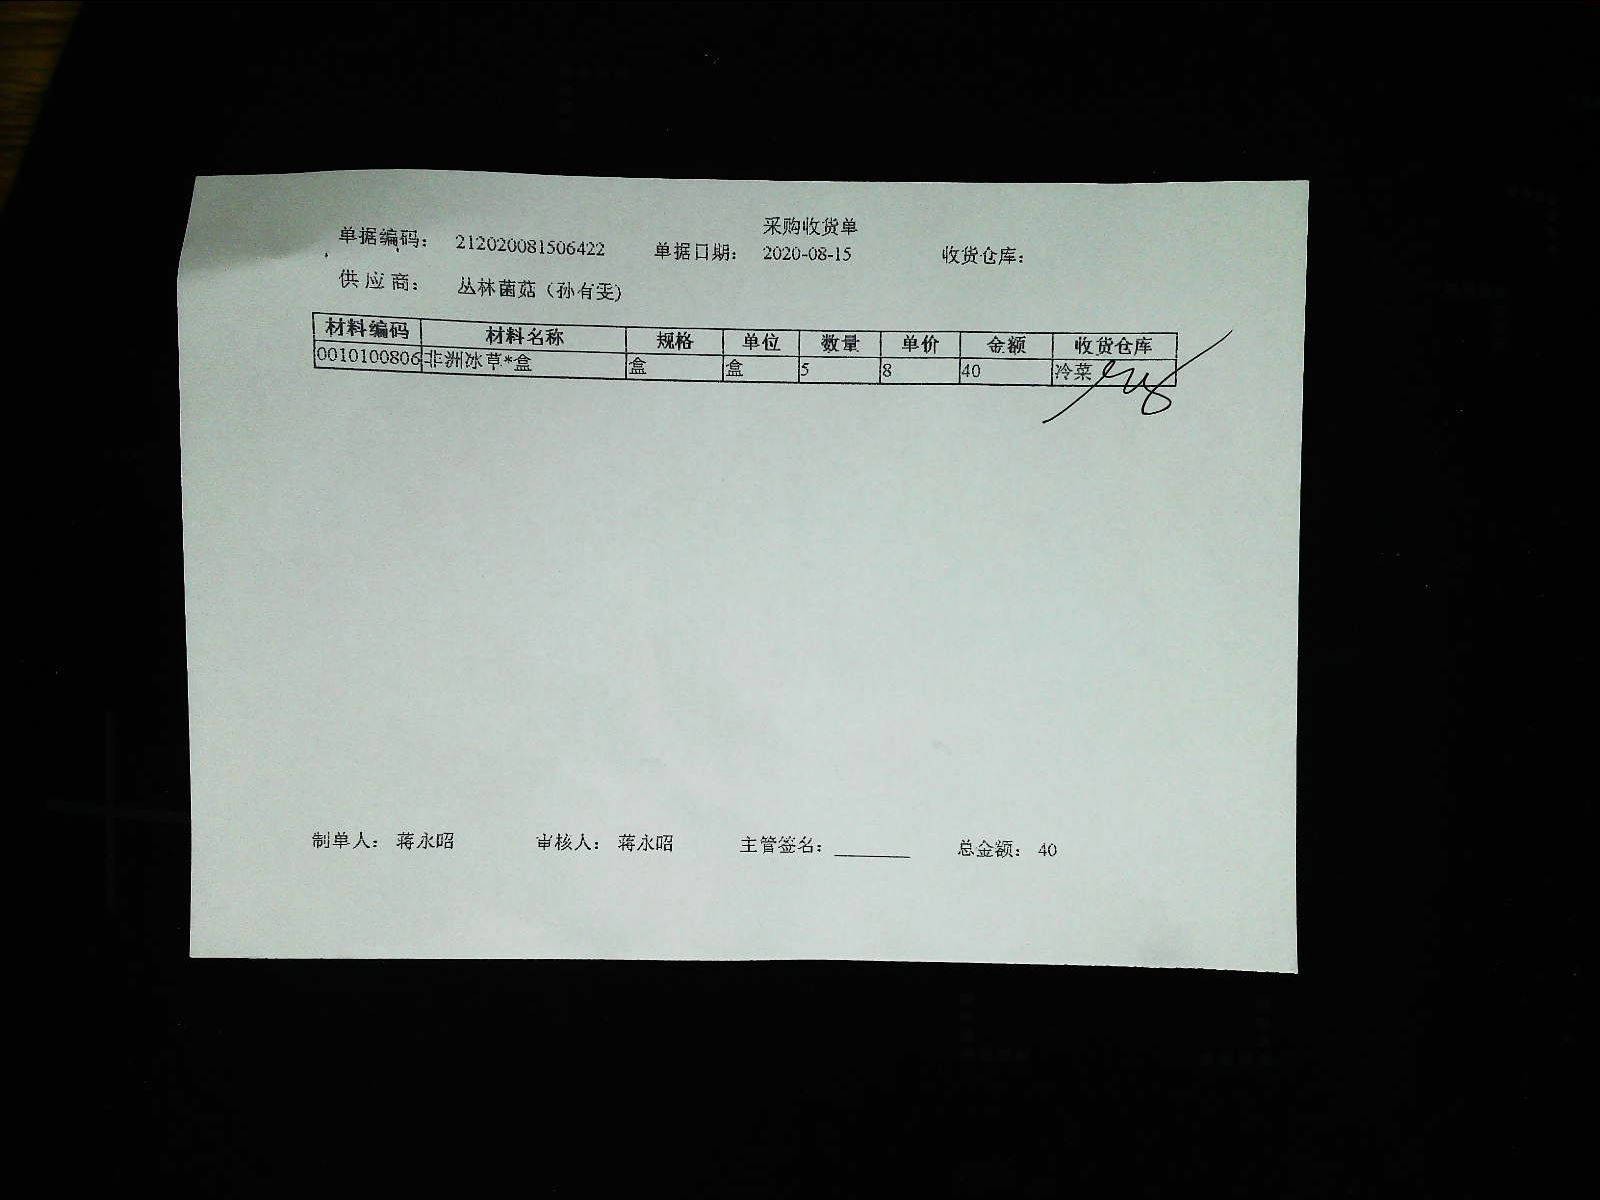 采购收货单
单据编码： 212020081506422 单据日期： 2020-08-15 收货仓库：
供应商： 丛林菌菇（孙有雯）
材料编码 材料名称 规格 单位 数量 单价 金额 收货仓库
0010100806 非洲冰草*盒 盒 盒 5 8 40 冷菜
制单人： 蒋永昭 审核人： 蒋永昭 主管签名： ________ 总金额： 40